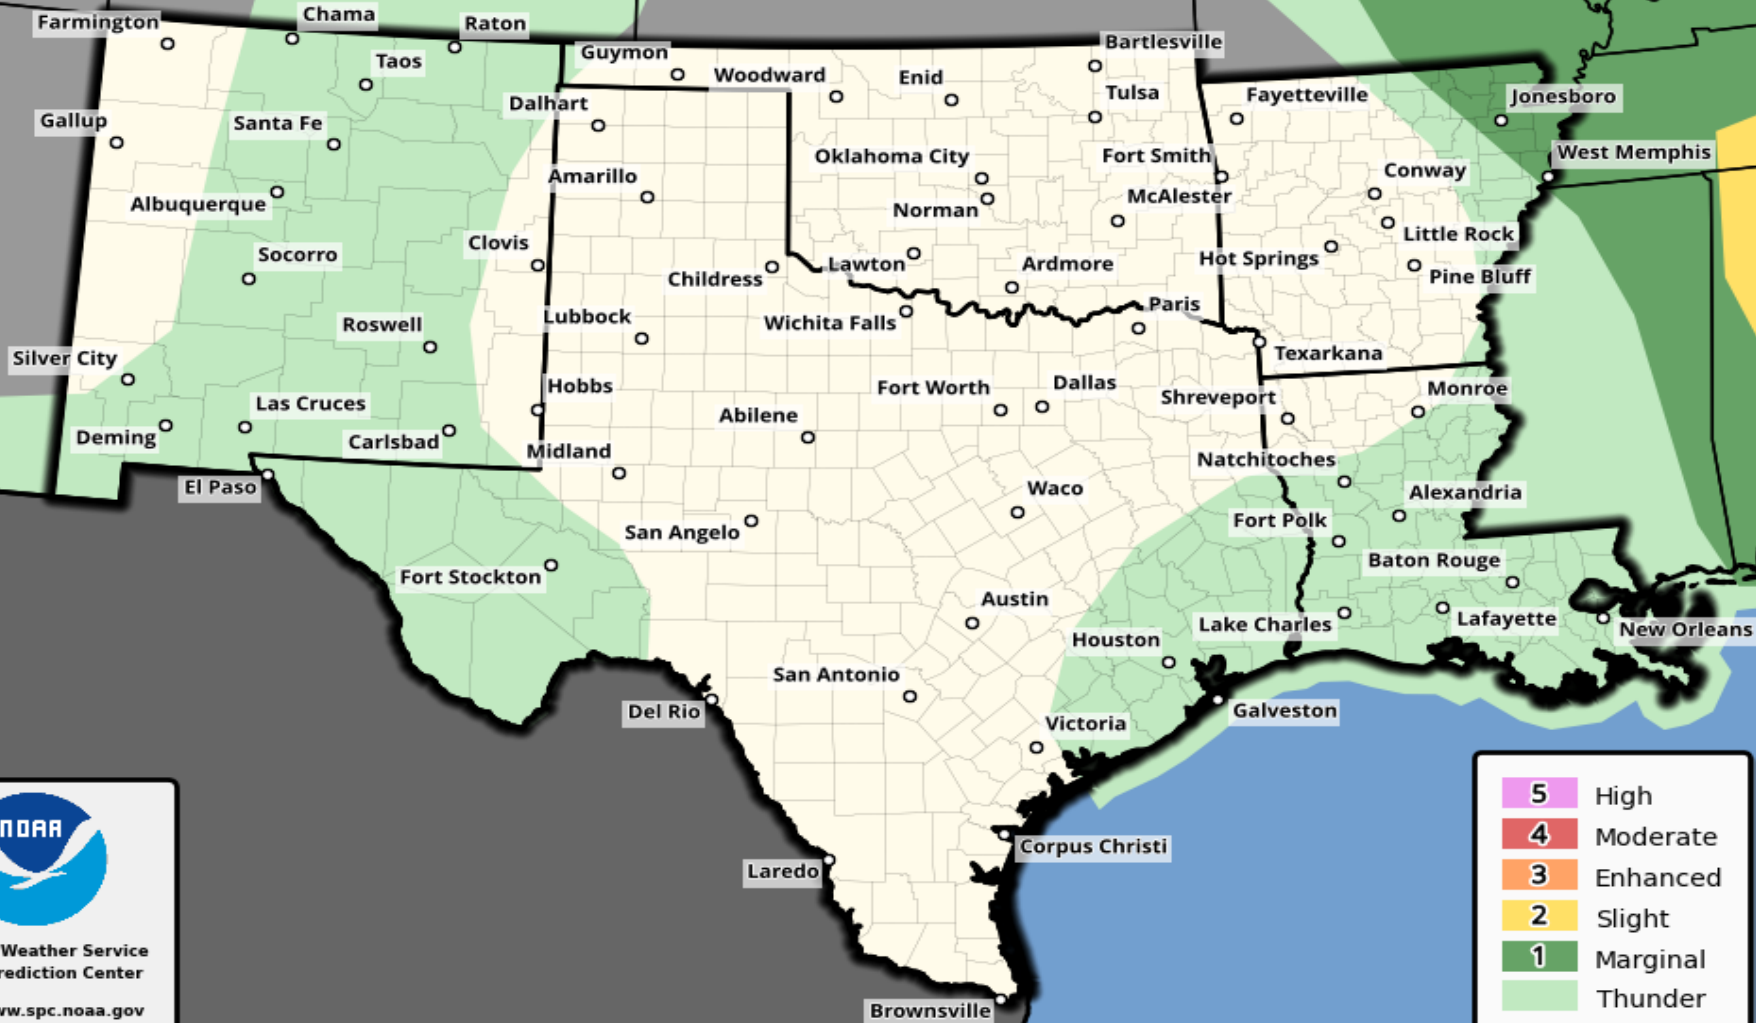 Farmington
Chama
Raton
Taos
Guymon
Woodward
Enid
Bartlesville
Tulsa
Fayetteville
Jonesboro
Gallup
Santa Fe
Dalhart
Oklahoma City
Fort Smith
West Memphis
Conway
Amarillo
McAlester
Albuquerque
Norman
Socorro
Clovis
Childress
Lawton
Ardmore
Hot Springs
Little Rock
Pine Bluff
Roswell
Lubbock
Wichita Falls
Paris
Texarkana
Silver City
Hobbs
Fort Worth
Dallas
Shreveport
Monroe
Las Cruces
Abilene
Deming
Carlsbad
Midland
Natchitoches
El Paso
Waco
Alexandria
San Angelo
Fort Polk
Baton Rouge
Fort Stockton
Austin
Lake Charles
Lafayette
New Orleans
Houston
San Antonio
Del Rio
Victoria
Galveston
Corpus Christi
Laredo
Brownsville
NOAA
Weather Service
rediction Center
ww.spc.noaa.gov
5 High
4 Moderate
3 Enhanced
2 Slight
1 Marginal
Thunder